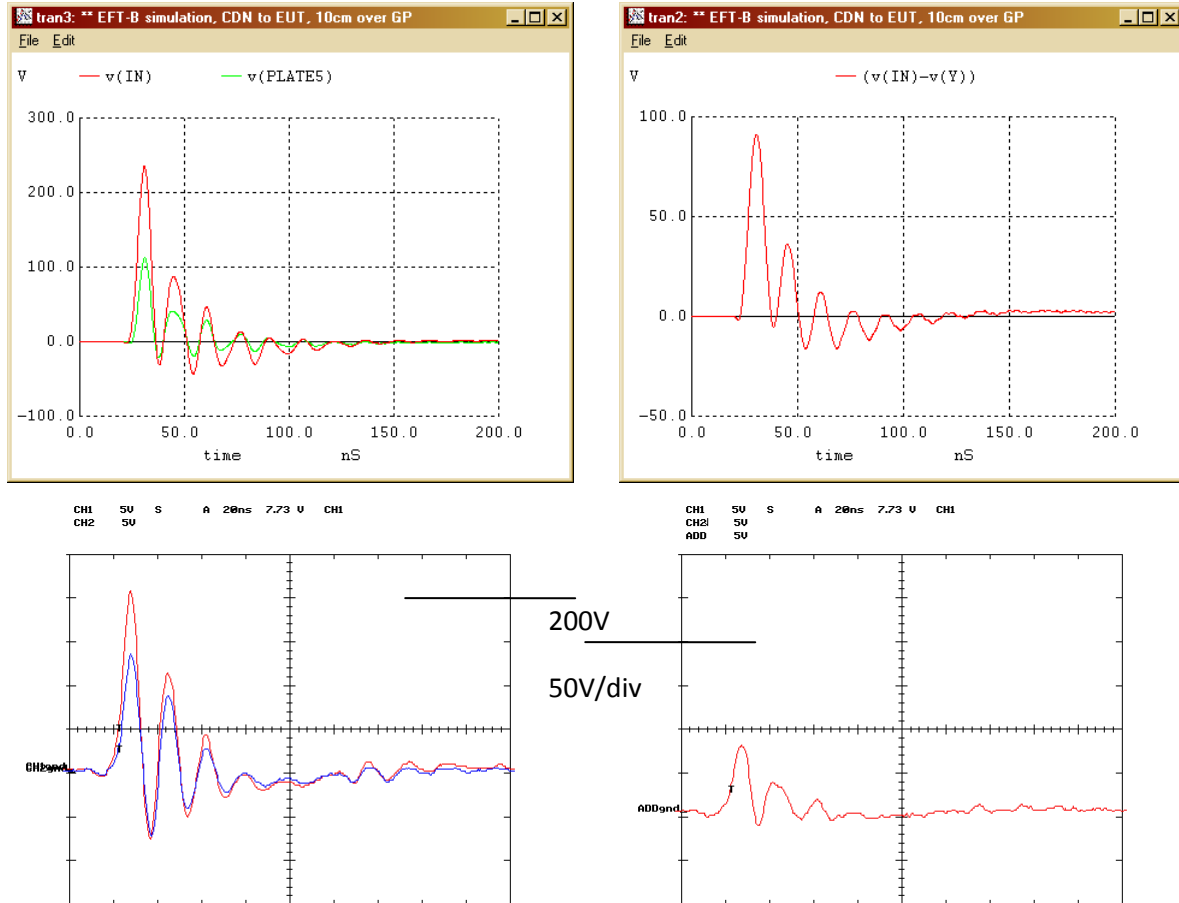 tran3: ** EFT-B simulation, CDN to EUT, 10cm over GP
File Edit
V v(IN) v(PLATE5)
300.0
200.0
100.0
0.0
-100.0
0.0 50.0 100.0 150.0 200.0
time nS
tran2: ** EFT-B simulation, CDN to EUT, 10cm over GP
File Edit
V (v(IN)-v(Y))
100.0
50.0
0.0
-50.0
0.0 50.0 100.0 150.0 200.0
time nS
CH1 5V S A 20ns 7.73 V CH1
CH2 5V
T
T
200V
50V/div
CH1 5V S A 20ns 7.73 V CH1
CH2 5V
ADD 5V
T
ADDgnd